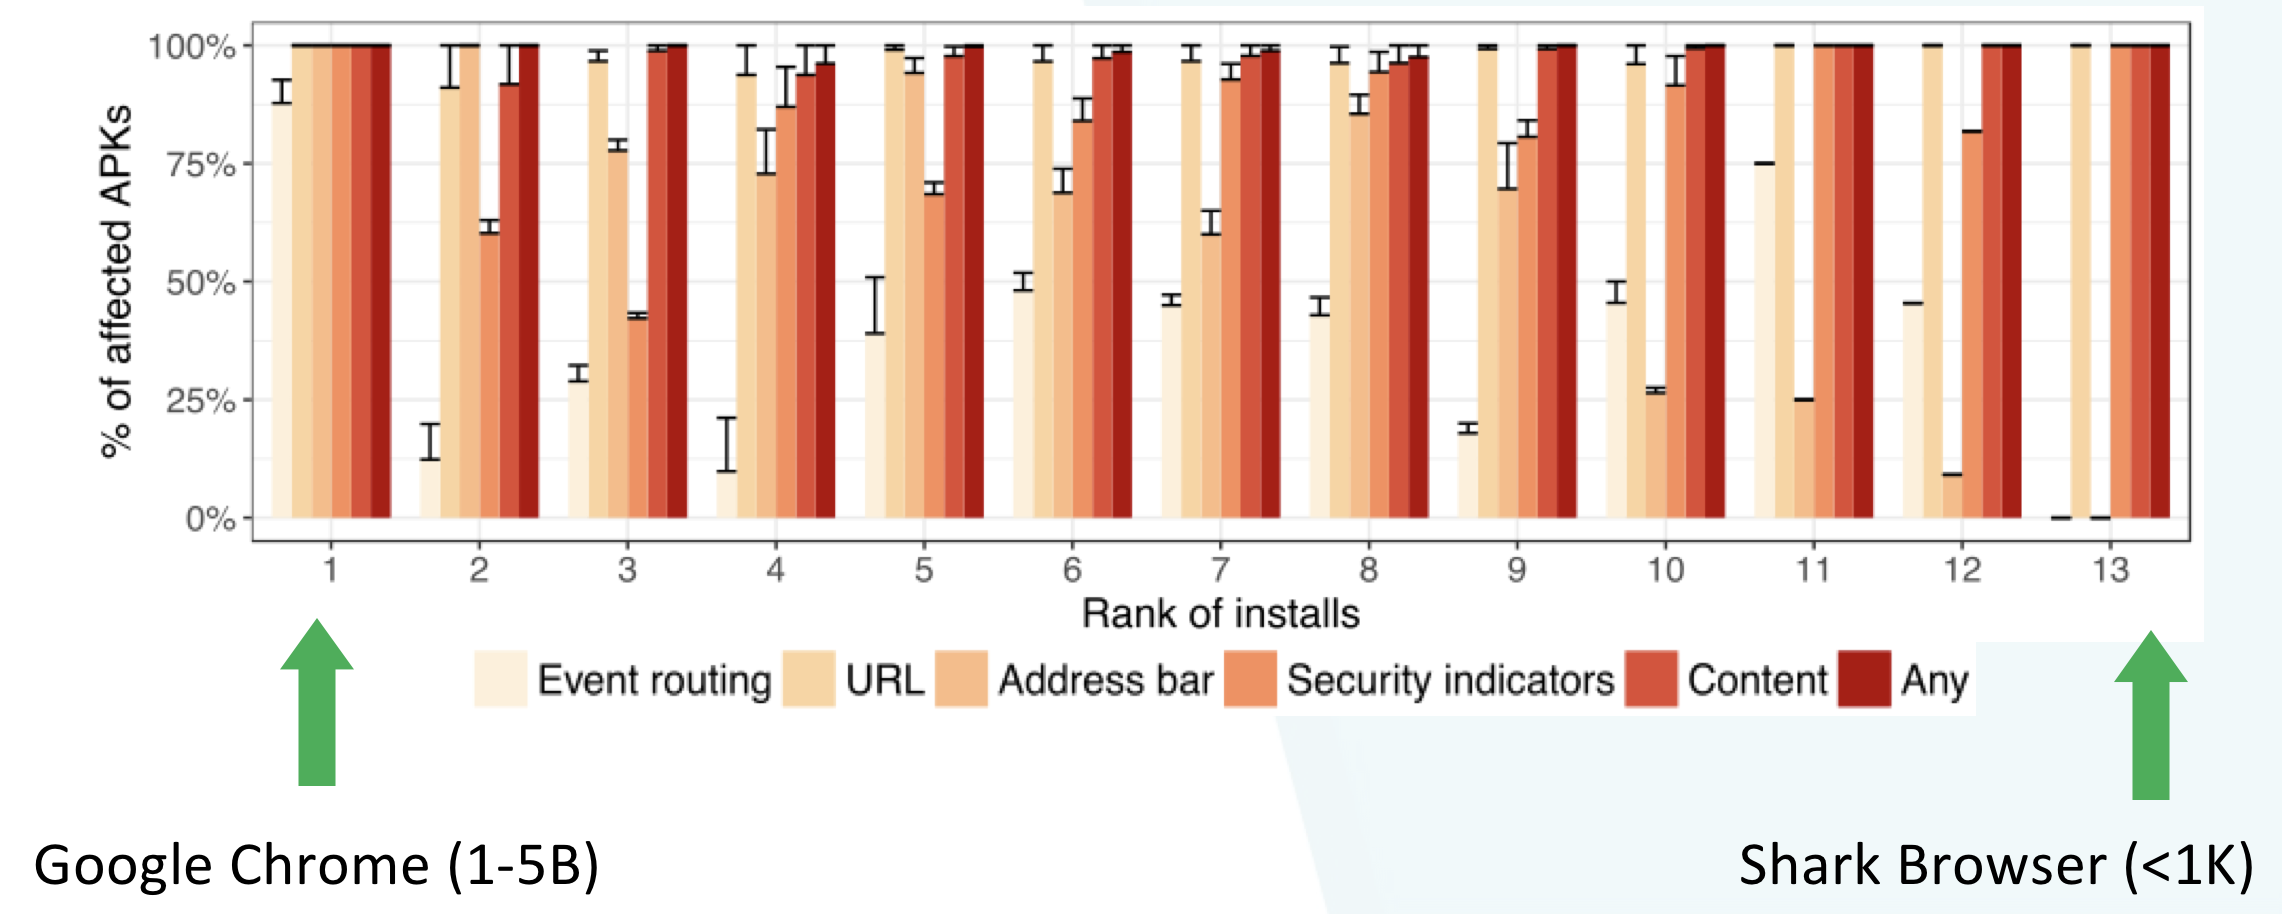 100%
75%
50%
25%
0%
% of affected APKs
1 2 3 4 5 6 7 8 9 10 11 12 13
Rank of installs
Event routing URL Address bar Security indicators Content Any
Google Chrome (1-5B)
Shark Browser (<1K)